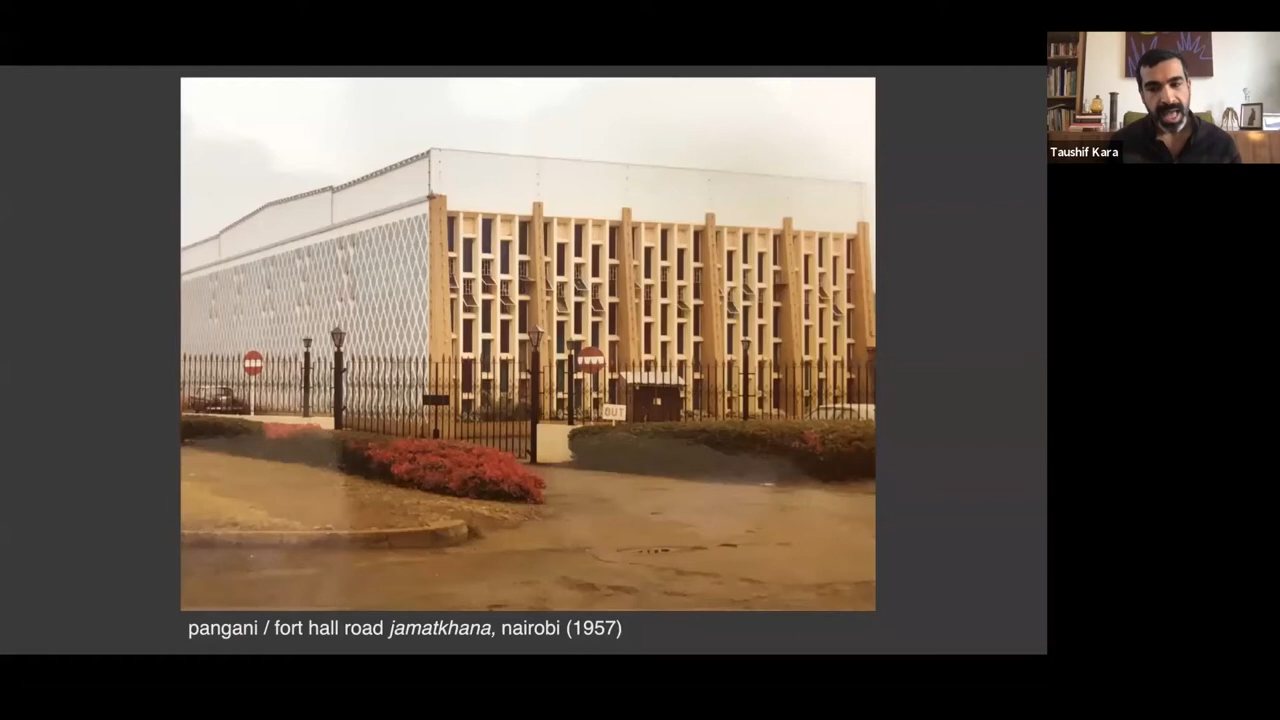 Taushif Kara
OUT
pangani / fort hall road jamatkhana, nairobi (1957)